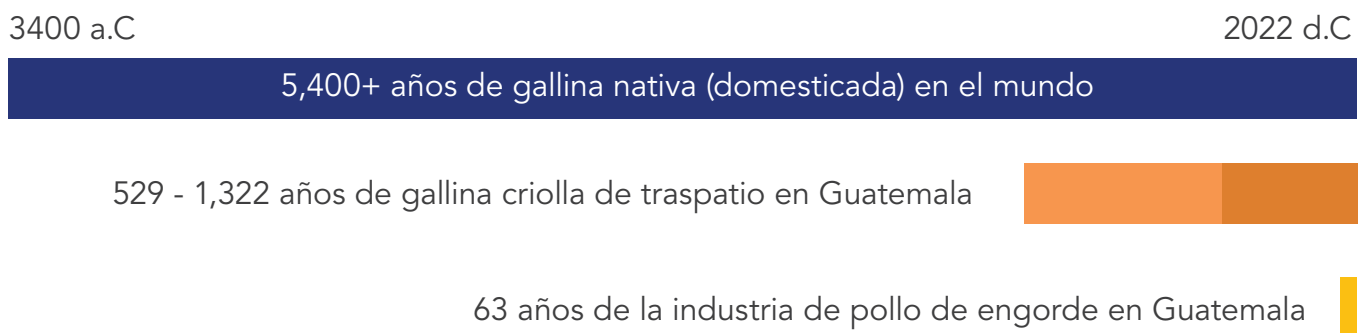 3400 a.C
2022 d.C
5,400+ años de gallina nativa (domesticada) en el mundo
529 - 1,322 años de gallina criolla de traspatio en Guatemala
63 años de la industria de pollo de engorde en Guatemala